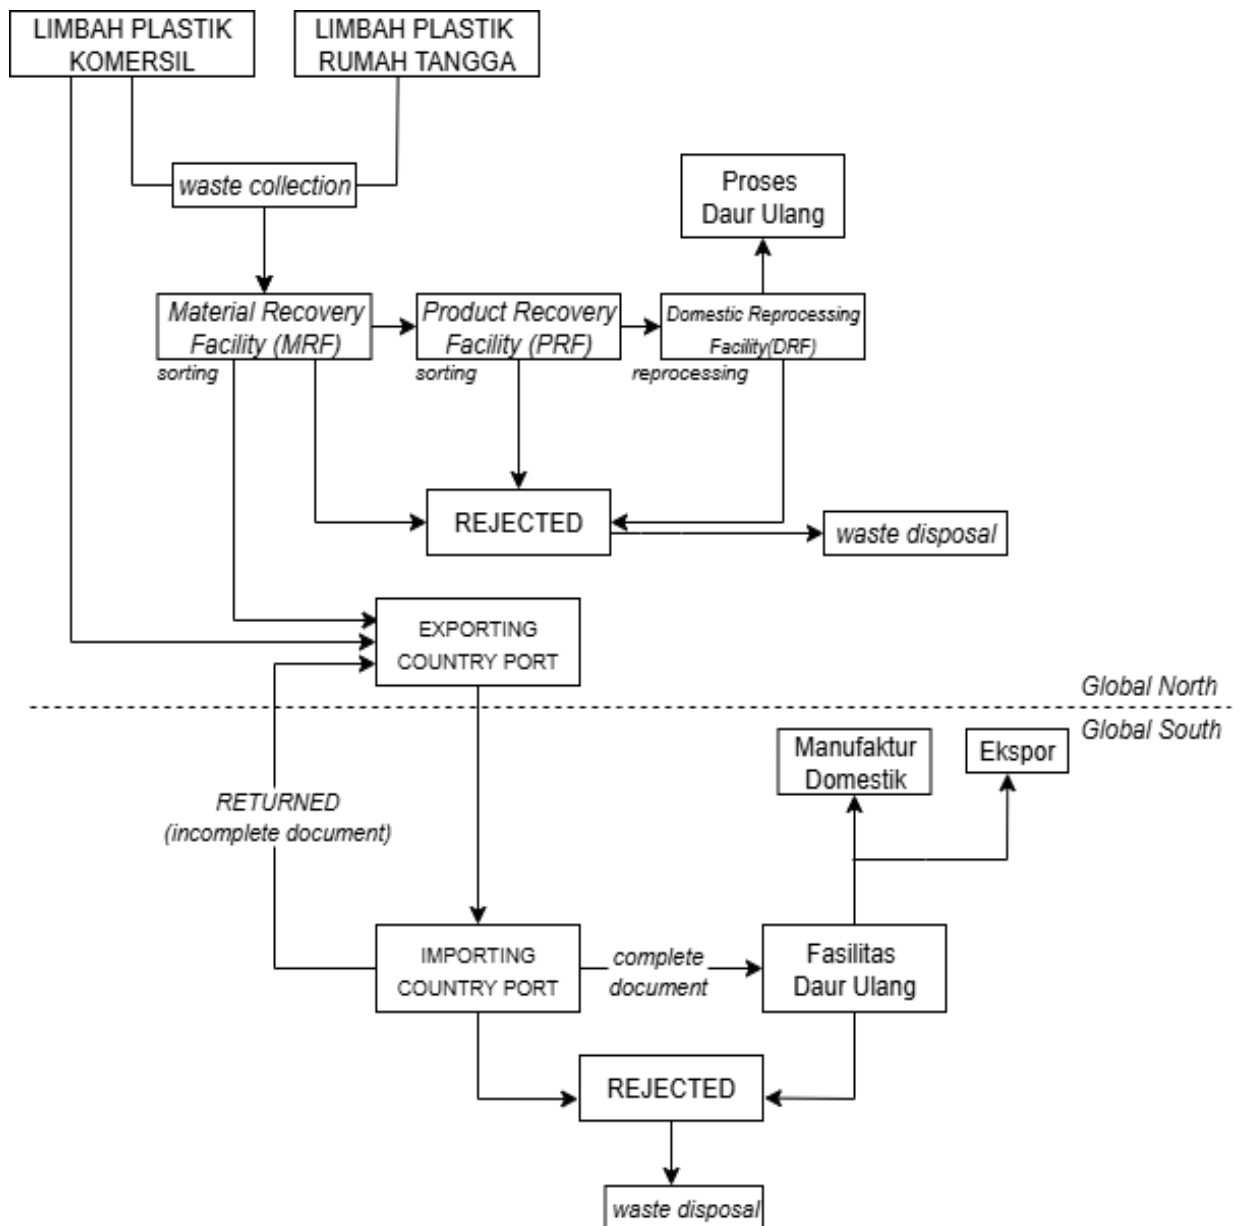 LIMBAH PLASTIK
KOMERSIL
LIMBAH PLASTIK
RUMAH TANGGA
waste collection
Proses
Daur Ulang
Material Recovery
Facility (MRF)
sorting
Product Recovery
Facility (PRF)
sorting
Domestic Reprocessing
Facility(DRF)
reprocessing
REJECTED
waste disposal
EXPORTING
COUNTRY PORT
Global North
Global South
Manufaktur
Domestik
Ekspor
RETURNED
(incomplete document)
IMPORTING
COUNTRY PORT
complete
document
Fasilitas
Daur Ulang
REJECTED
waste disposal